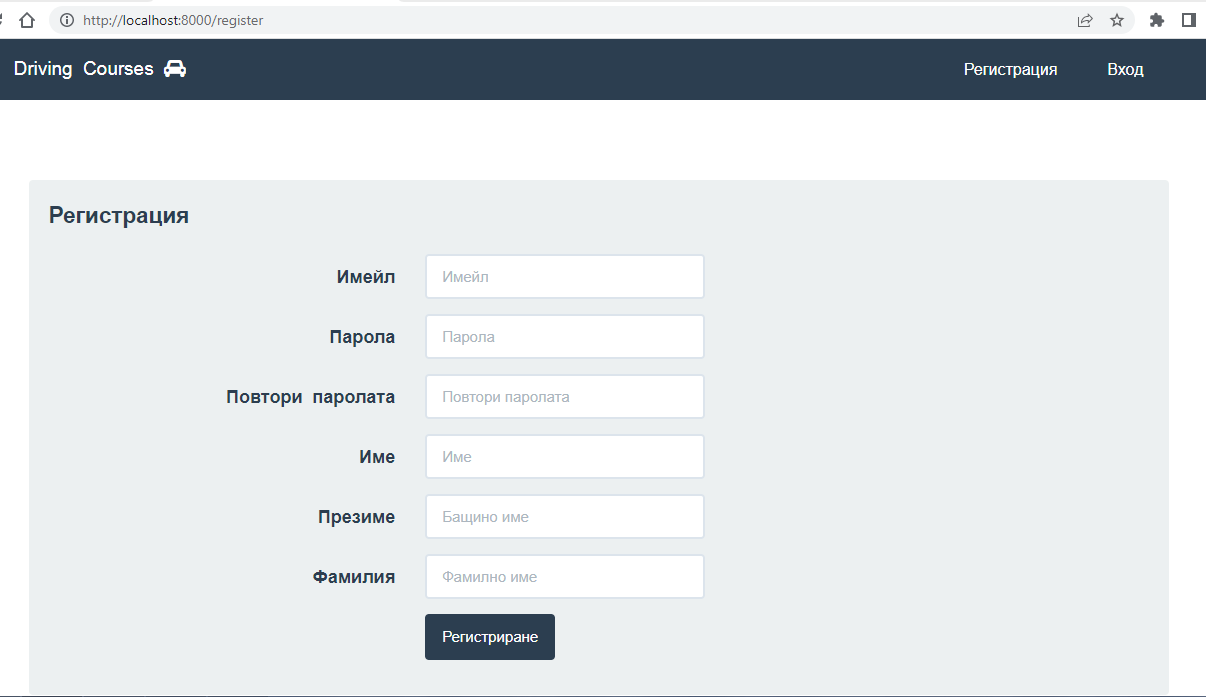 http://localhost:8000/register
Driving Courses
Регистрация
Вход
Регистрация
Имейл
Имейл
Парола
Парола
Повтори паролата
Повтори паролата
Име
Име
Презиме
Бащино име
Фамилия
Фамилно име
Регистриране